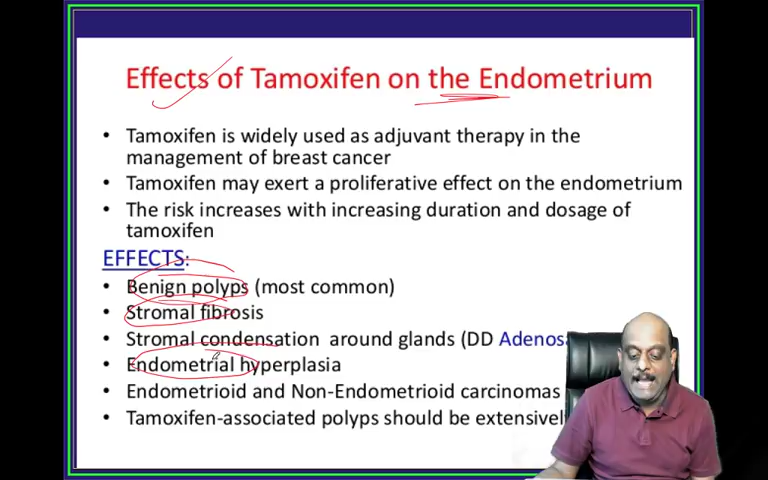 Effects of Tamoxifen on the Endometrium
• Tamoxifen is widely used as adjuvant therapy in the
management of breast cancer
• Tamoxifen may exert a proliferative effect on the endometrium
• The risk increases with increasing duration and dosage of
tamoxifen
EFFECTS:
• Benign polyps (most common)
• Stromal fibrosis
• Stromal condensation around glands (DD
• Endometrial hyperplasia
• Endometrioid and Non-Endometrioid carcinomas
• Tamoxifen-associated polyps should be